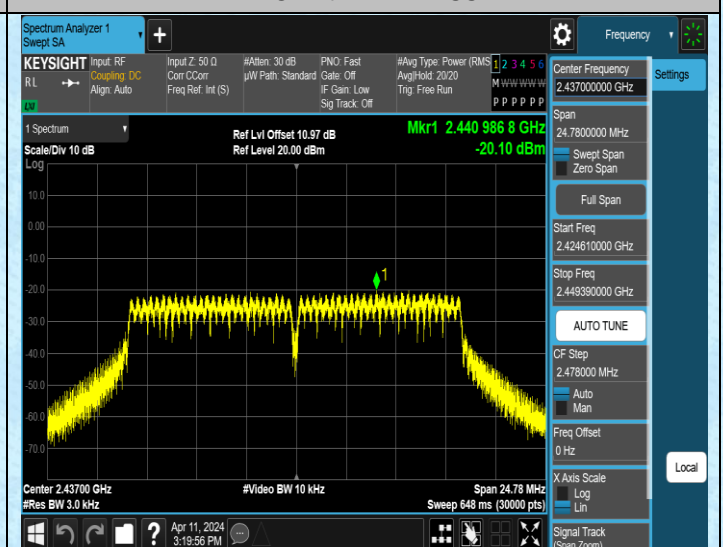 Spectrum Analyzer 1
Swept SA
Frequency
KEYSIGHT
RL
Input: RF
Coupling: DC
Align: Auto
Input Z: 50 Ω
Corr CCorr
Freq Ref: Int (S)
#Atten: 30 dB
µW Path: Standard
PNO: Fast
Gate: Off
IF Gain: Low
Sig Track: Off
#Avg Type: Power (RMS
Avg|Hold: 20/20
Trig: Free Run
1 2 3 4 5 6
M W W W W W
P P P P P P
1 Spectrum
Scale/Div 10 dB
Ref Lvl Offset 10.97 dB
Ref Level 20.00 dBm
Mkr1 2.440 986 8 GHz
-20.10 dBm
Log
10.0
0.00
-10.0
-20.0
-30.0
-40.0
-50.0
-60.0
-70.0
1
Center 2.43700 GHz
#Res BW 3.0 kHz
#Video BW 10 kHz
Span 24.78 MHz
Sweep 648 ms (30000 pts)
Apr 11, 2024
3:19:56 PM
Center Frequency
2.437000000 GHz
Settings
Span
24.7800000 MHz
Swept Span
Zero Span
Full Span
Start Freq
2.424610000 GHz
Stop Freq
2.449390000 GHz
AUTO TUNE
CF Step
2.478000 MHz
Auto
Man
Freq Offset
0 Hz
X Axis Scale
Log
Lin
Local
Signal Track
(Span Zoom)